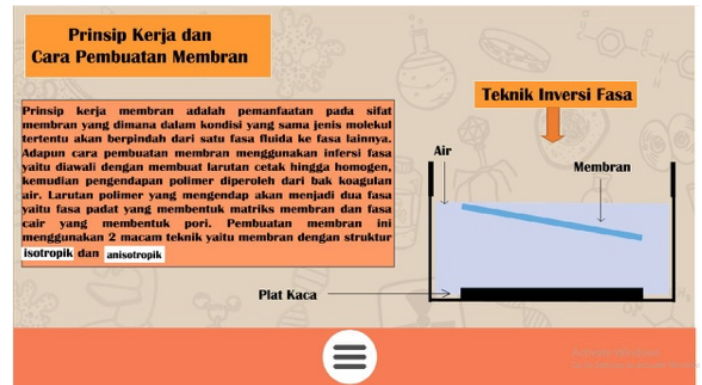 Prinsip Kerja dan
Cara Pembuatan Membran
Prinsip kerja membran adalah pemanfaatan pada sifat
membran yang dimana dalam kondisi yang sama jenis molekul
tertentu akan berpindah dari satu fasa fluida ke fasa lainnya.
Adapun cara pembuatan membran menggunakan infersi fasa
yaitu diawali dengan membuat larutan cetak hingga homogen,
kemudian pengendapan polimer diperoleh dari bak koagulan
air. Larutan polimer yang mengendap akan menjadi dua fasa
yaitu fasa padat yang membentuk matriks membran dan fasa
cair yang membentuk pori. Pembuatan membran ini
menggunakan 2 macam teknik yaitu membran dengan struktur
isotropik dan anisotropik
Teknik Inversi Fasa
Air
Membran
Plat Kaca
Activate Windows